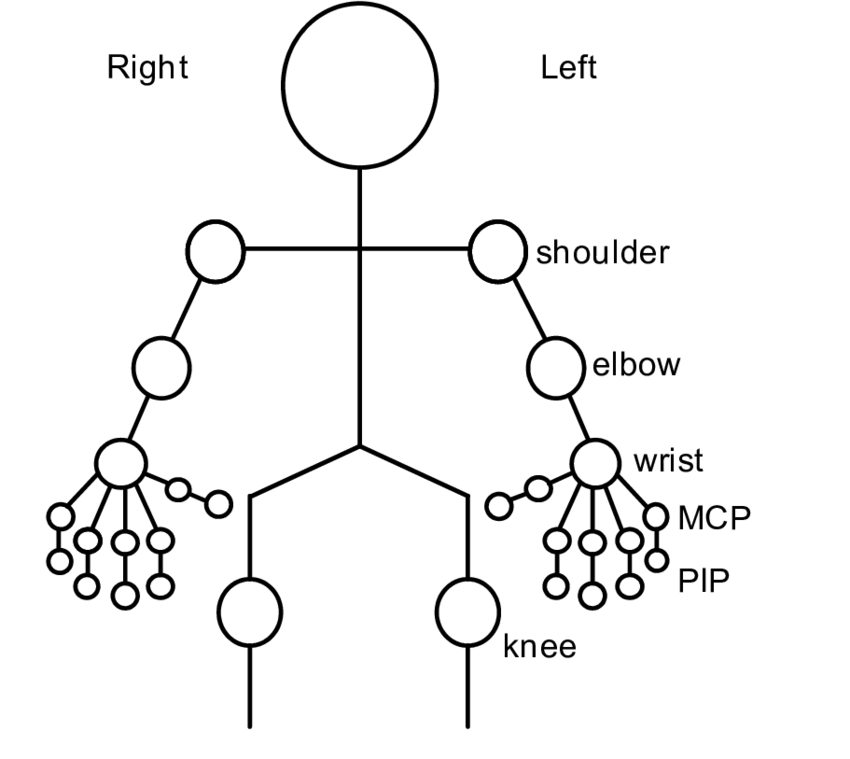 Right
Left
shoulder
elbow
wrist
MCP
PIP
knee